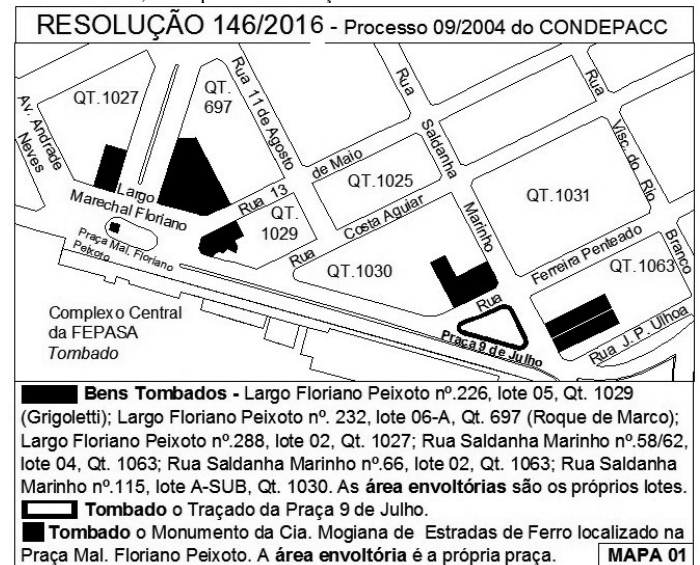 RESOLUÇÃO 146/2016 - Processo 09/2004 do CONDEPACC
QT.1027
QT.
697
Rua 11 de Agosto
Av. Andrade
Neves
Largo
Marechal Floriano
Praça Mal. Floriano
Peixoto
Rua 13
de Maio
QT.
1029
QT.1025
Rua
Costa Aguiar
QT.1030
Rua
Saldanha
Marinho
Rua
Visc. do Rio
Branco
QT.1031
Rua
Ferreira Penteado
QT.1063
Rua J.P. Ulhoa
Praça 9 de Julho
Complexo Central
da FEPASA
Tombado
Bens Tombados - Largo Floriano Peixoto nº.226, lote 05, Qt. 1029
(Grigoletti); Largo Floriano Peixoto nº. 232, lote 06-A, Qt. 697 (Roque de Marco);
Largo Floriano Peixoto nº.288, lote 02, Qt. 1027; Rua Saldanha Marinho nº.58/62,
lote 04, Qt. 1063; Rua Saldanha Marinho nº.66, lote 02, Qt. 1063; Rua Saldanha
Marinho nº.115, lote A-SUB, Qt. 1030. As área envoltórias são os próprios lotes.
Tombado o Traçado da Praça 9 de Julho.
Tombado o Monumento da Cia. Mogiana de Estradas de Ferro localizado na
Praça Mal. Floriano Peixoto. A área envoltória é a própria praça. MAPA 01